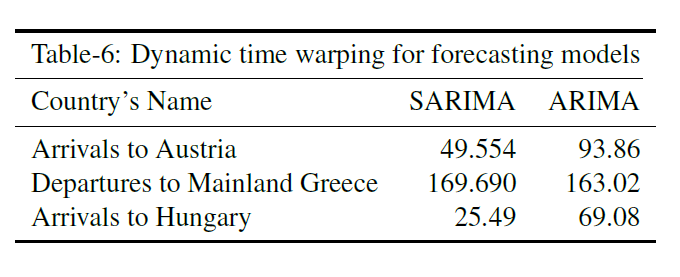 Table-6: Dynamic time warping for forecasting models
Country's Name SARIMA ARIMA
Arrivals to Austria 49.554 93.86
Departures to Mainland Greece 169.690 163.02
Arrivals to Hungary 25.49 69.08